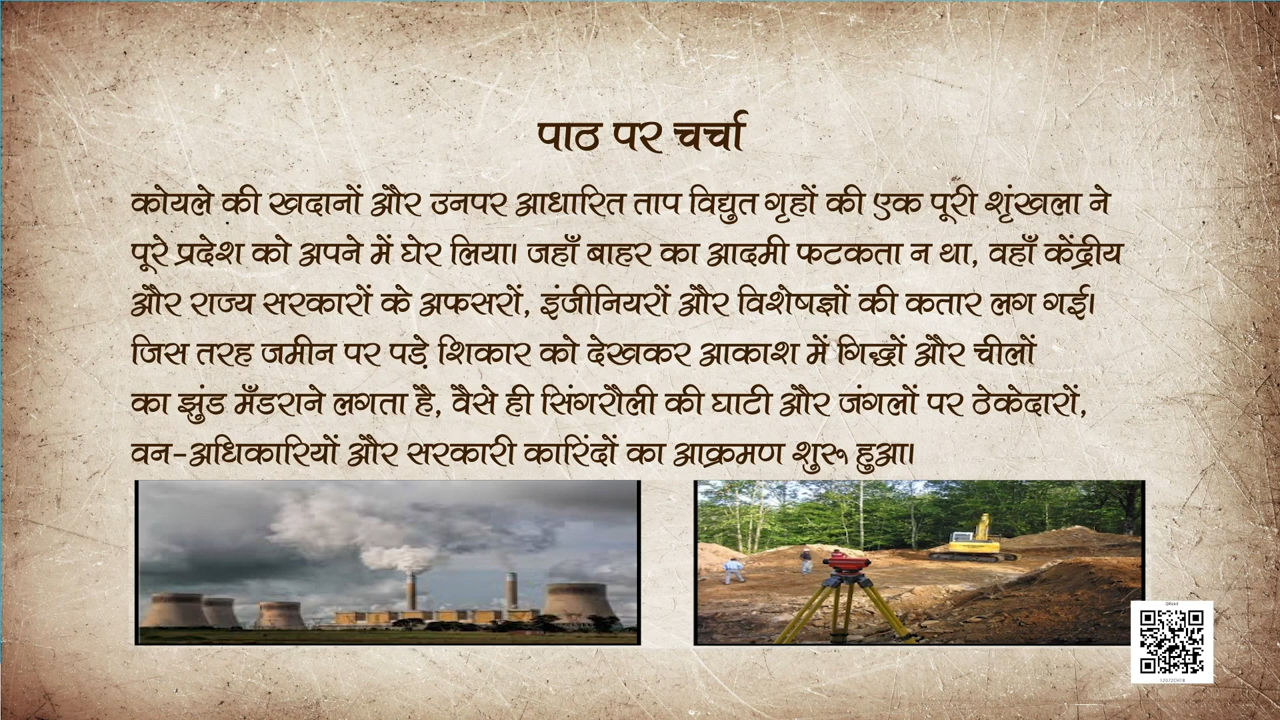 पाठ पर चर्चा
कोयले की खदानों और उनपर आधारित ताप विद्युत गृहों की एक पूरी शृंखला ने
पूरे प्रदेश को अपने में घेर लिया। जहाँ बाहर का आदमी फटकता न था, वहाँ केंद्रीय
और राज्य सरकारों के अफसरों, इंजीनियरों और विशेषज्ञों की कतार लग गई।
जिस तरह जमीन पर पड़े शिकार को देखकर आकाश में गिद्धों और चीलों
का झुंड मँडराने लगता है, वैसे ही सिंगरौली की घाटी और जंगलों पर ठेकेदारों,
वन-अधिकारियों और सरकारी कारिंदों का आक्रमण शुरू हुआ।